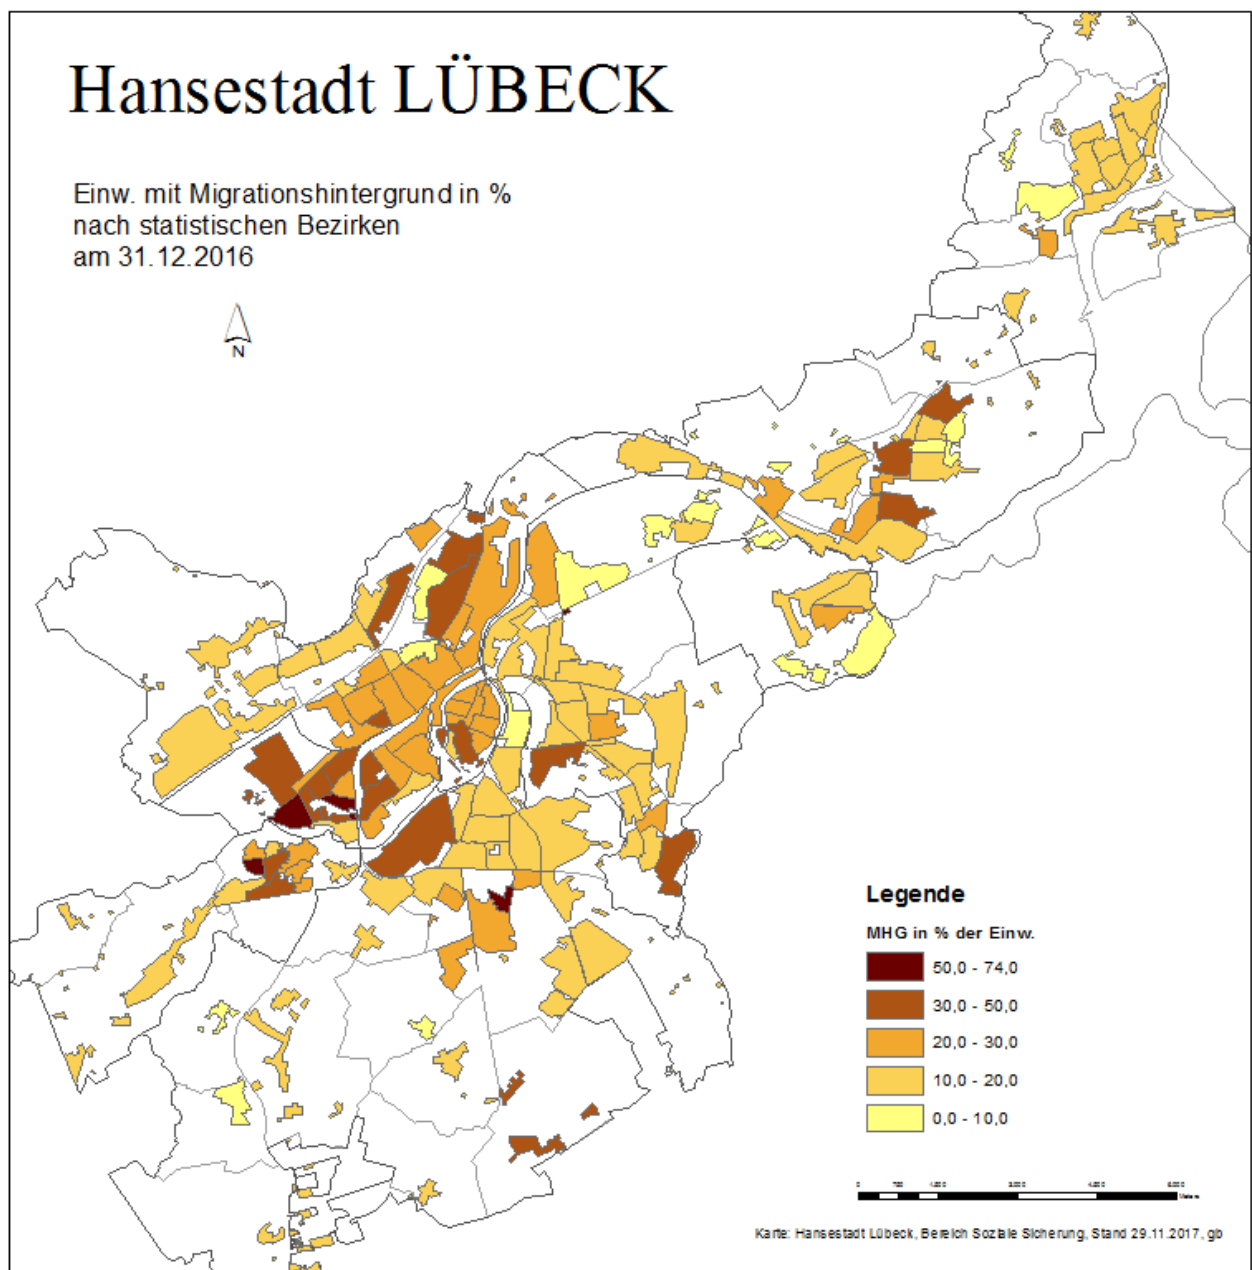 Hansestadt LÜBECK
Einw. mit Migrationshintergrund in %
nach statistischen Bezirken
am 31.12.2016
N
Legende
MHG in % der Einw.
50,0 - 74,0
30,0 - 50,0
20,0 - 30,0
10,0 - 20,0
0,0 - 10,0
0
Karte: Hansestadt Lübeck, Bereich Soziale Sicherung, Stand 29.11.2017, gb